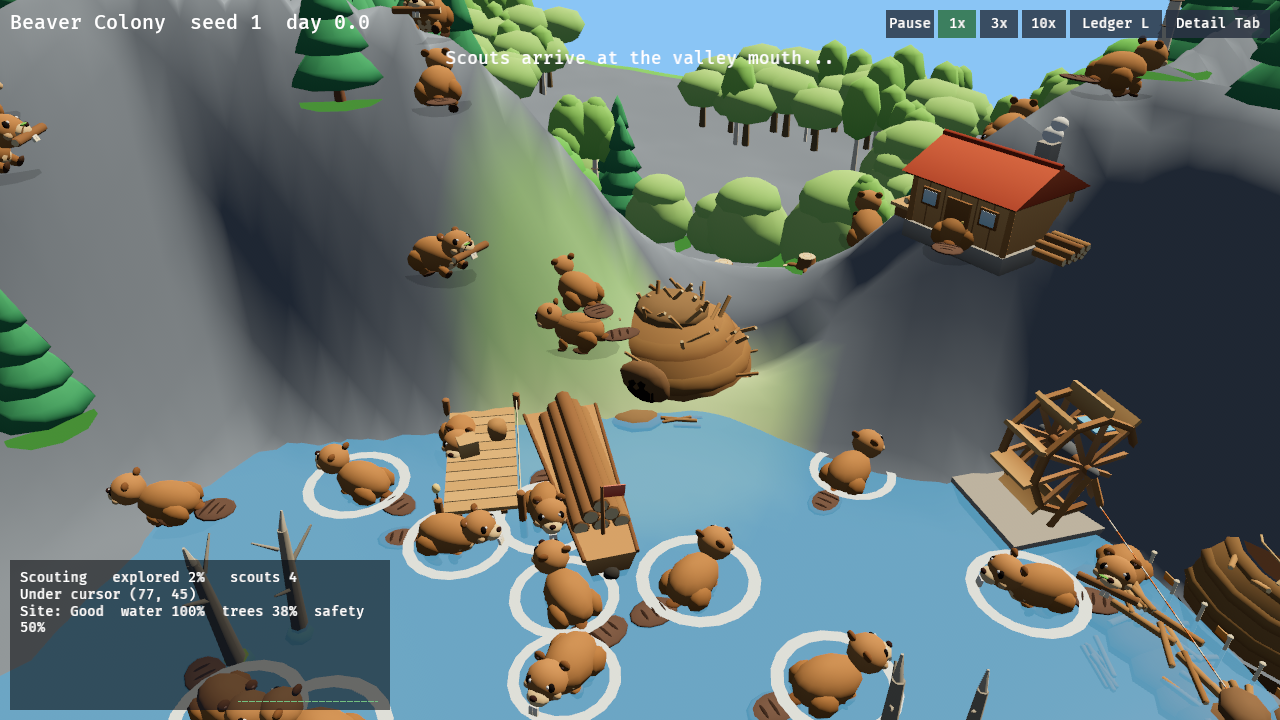 Beaver Colony  seed 1  day 0.0
Pause  1x  3x  10x  Ledger L  Detail Tab
Scouts arrive at the valley mouth...
Scouting  explored 2%  scouts 4
Under cursor (77, 45)
Site: Good  water 100%  trees 38%  safety
50%